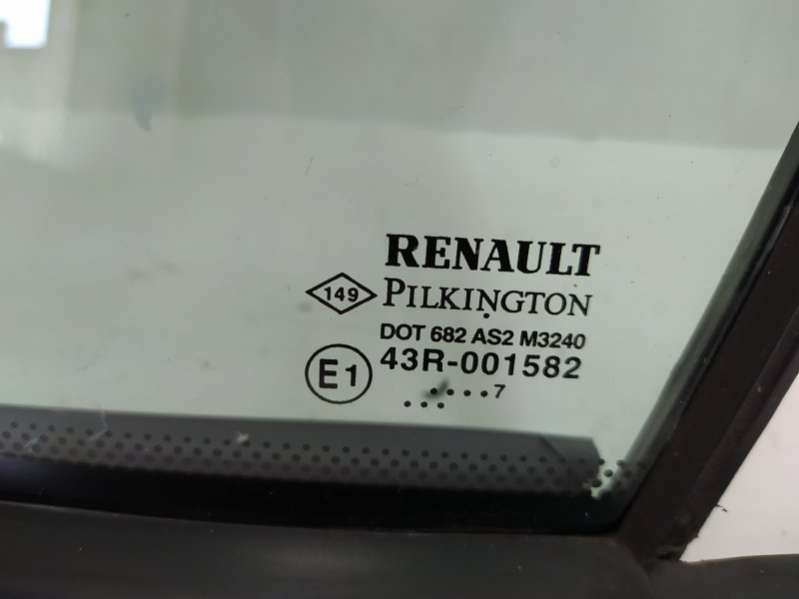 RENAULT
149 PILKINGTON
DOT 682 AS2 M3240
E1 43R-001582
....7
...